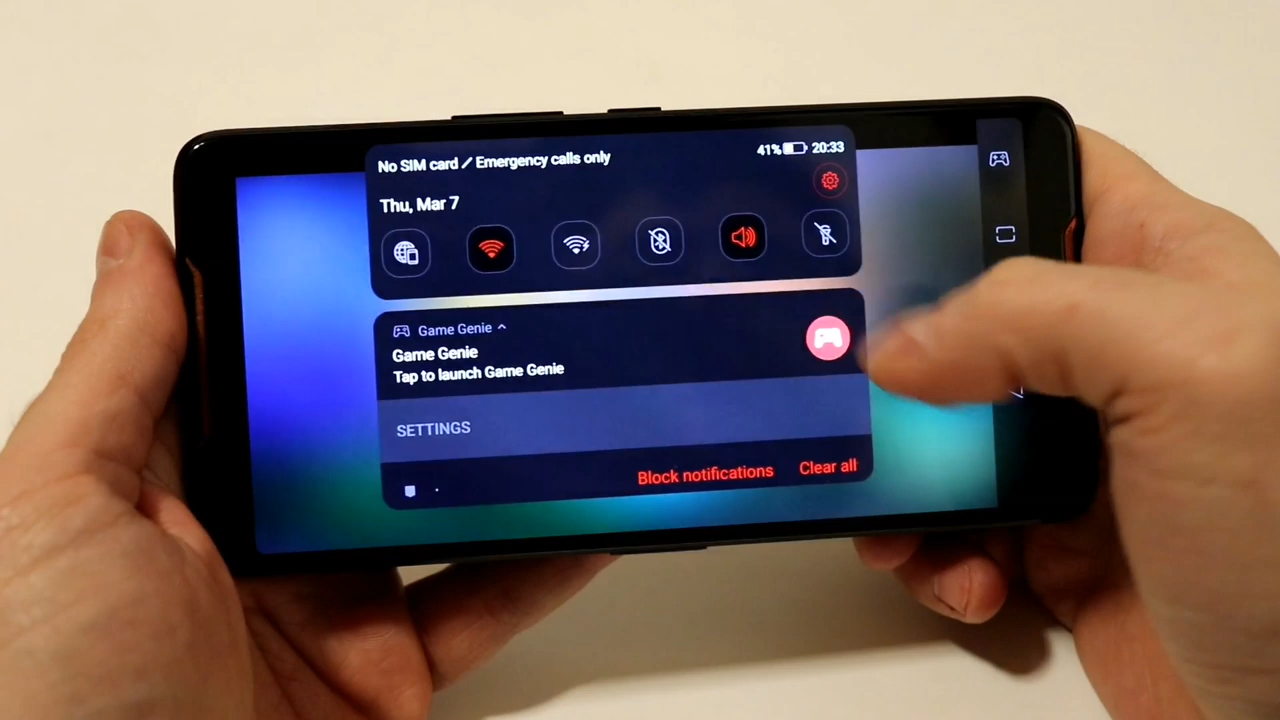 No SIM card / Emergency calls only
41% 20:33
Thu, Mar 7
Game Genie
Game Genie
Tap to launch Game Genie
SETTINGS
Block notifications Clear all